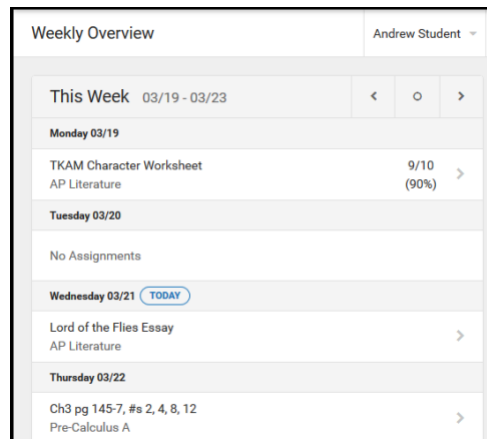 Weekly Overview
Andrew Student
This Week 03/19 - 03/23
Monday 03/19
TKAM Character Worksheet
9/10
AP Literature
(90%)
Tuesday 03/20
No Assignments
Wednesday 03/21 TODAY
Lord of the Flies Essay
AP Literature
Thursday 03/22
Ch3 pg 145-7, #s 2, 4, 8, 12
Pre-Calculus A